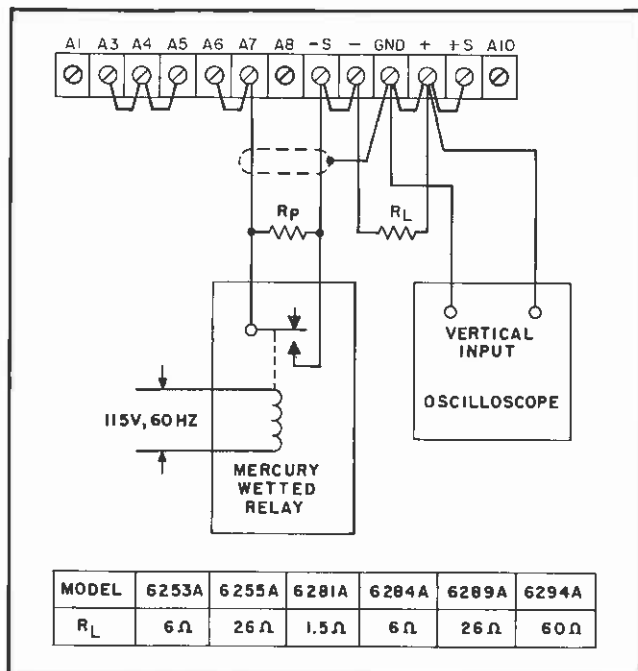 A1 A3 A4 A5 A6 A7 A8 -S - GND + +S A10
Rp
RL
VERTICAL
INPUT
OSCILLOSCOPE
115V, 60HZ
MERCURY
WETTED
RELAY
MODEL 6253A 6255A 6281A 6284A 6289A 6294A
RL 6Ω 26Ω 1.5Ω 6Ω 26Ω 60Ω